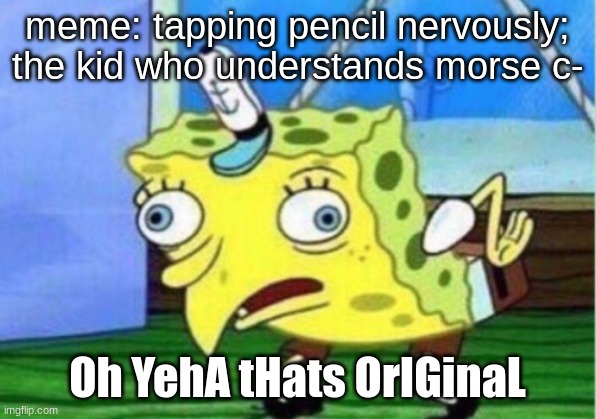 meme: tapping pencil nervously;
the kid who understands morse c-
Oh YehA tHats OrIGinaL
imgflip.com